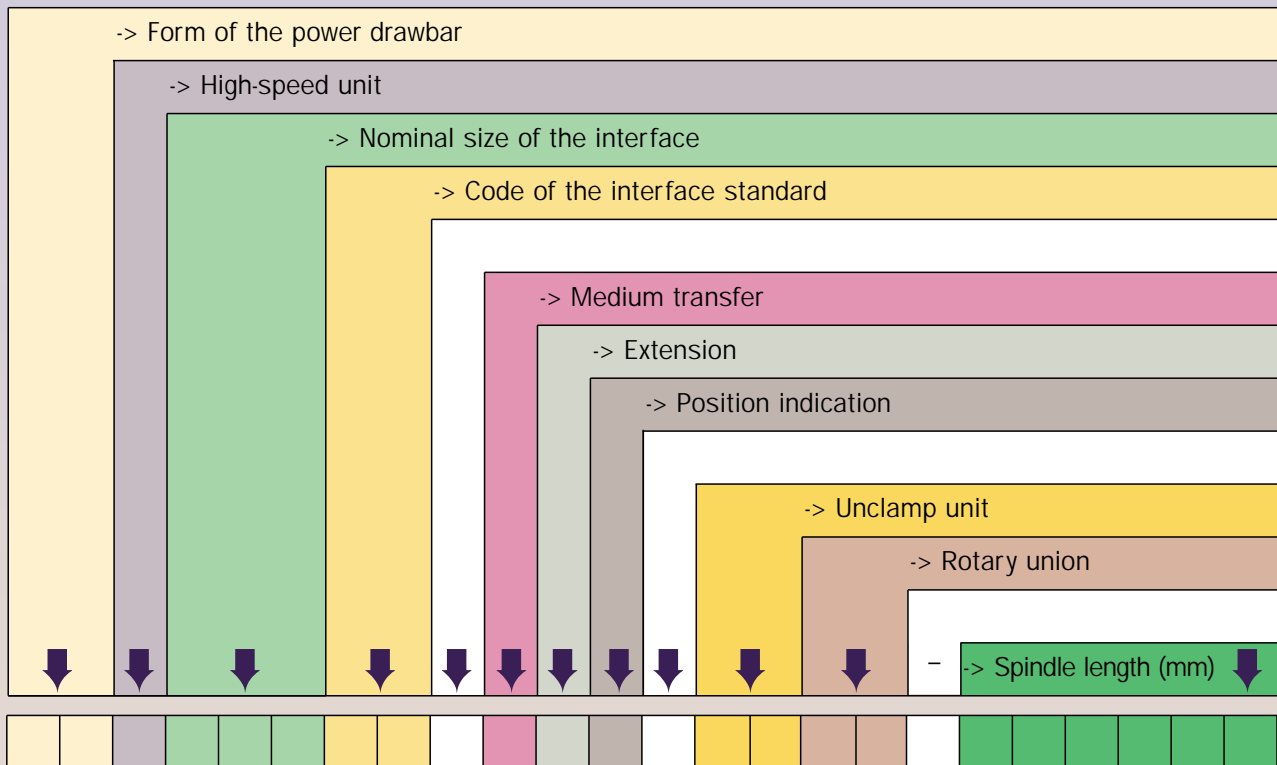 -> Form of the power drawbar
-> High-speed unit
-> Nominal size of the interface
-> Code of the interface standard
-> Medium transfer
-> Extension
-> Position indication
-> Unclamp unit
-> Rotary union
– -> Spindle length (mm)